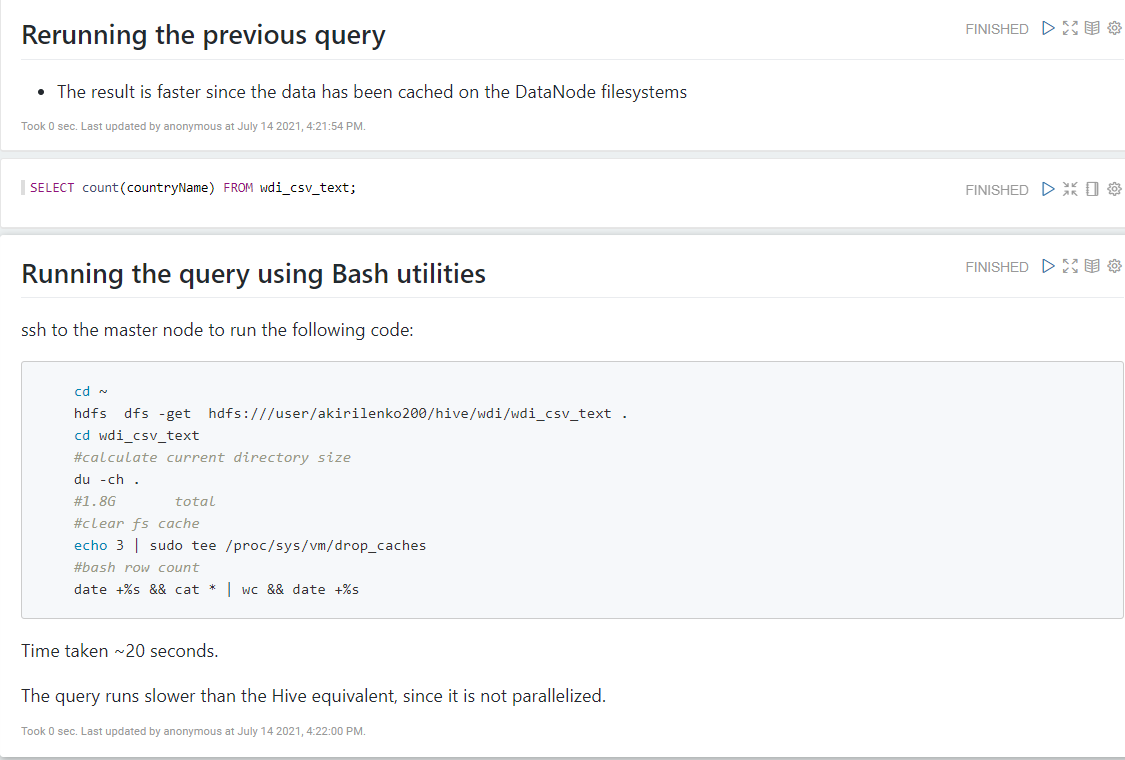 Rerunning the previous query
FINISHED
• The result is faster since the data has been cached on the DataNode filesystems
Took 0 sec. Last updated by anonymous at July 14 2021, 4:21:54 PM.
SELECT count(countryName) FROM wdi_csv_text;
FINISHED
Running the query using Bash utilities
FINISHED
ssh to the master node to run the following code:
cd ~
hdfs  dfs -get  hdfs:///user/akirilenko200/hive/wdi/wdi_csv_text .
cd wdi_csv_text
#calculate current directory size
du -ch .
#1.8G       total
#clear fs cache
echo 3 | sudo tee /proc/sys/vm/drop_caches
#bash row count
date +%s && cat * | wc && date +%s
Time taken ~20 seconds.
The query runs slower than the Hive equivalent, since it is not parallelized.
Took 0 sec. Last updated by anonymous at July 14 2021, 4:22:00 PM.